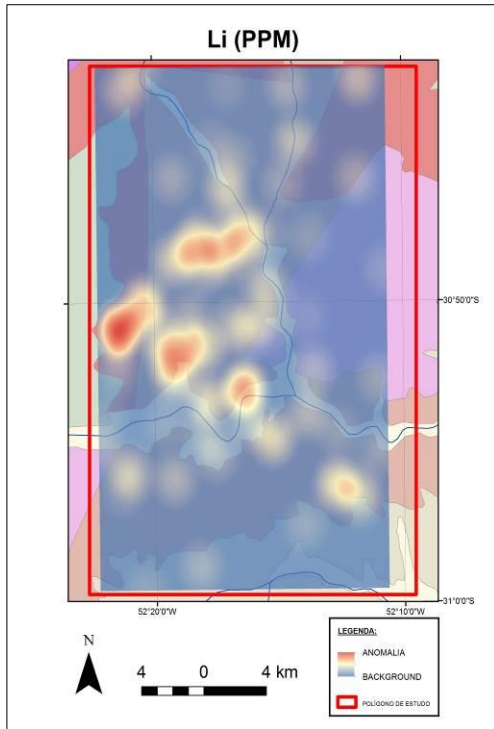 Li (PPM)
30°50'0"S
31°0'0"S
52°20'0"W
52°10'0"W
N
4 0 4 km
LEGENDA:
ANOMALIA
BACKGROUND
POLÍGONO DE ESTUDO